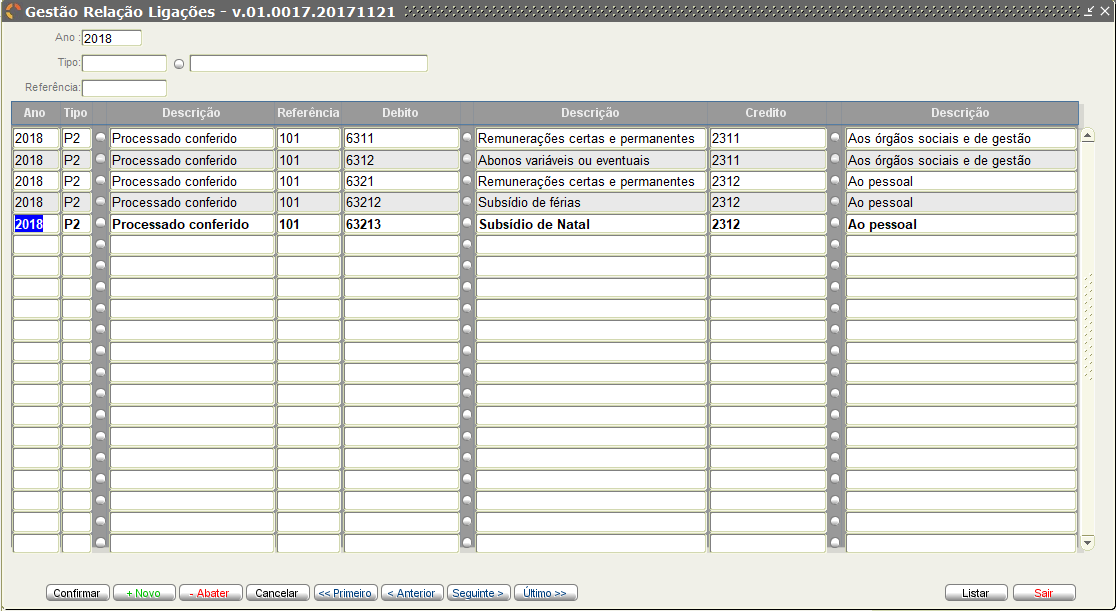 Gestão Relação Ligações - v.01.0017.20171121
Ano : 2018
Tipo:
Referência:
Ano Tipo Descrição Referência Debito Descrição Credito Descrição
2018 P2 Processado conferido 101 6311 Remunerações certas e permanentes 2311 Aos órgãos sociais e de gestão
2018 P2 Processado conferido 101 6312 Abonos variáveis ou eventuais 2311 Aos órgãos sociais e de gestão
2018 P2 Processado conferido 101 6321 Remunerações certas e permanentes 2312 Ao pessoal
2018 P2 Processado conferido 101 63212 Subsídio de férias 2312 Ao pessoal
2018 P2 Processado conferido 101 63213 Subsídio de Natal 2312 Ao pessoal
Confirmar + Novo - Abater Cancelar << Primeiro < Anterior Seguinte > Último >> Listar Sair